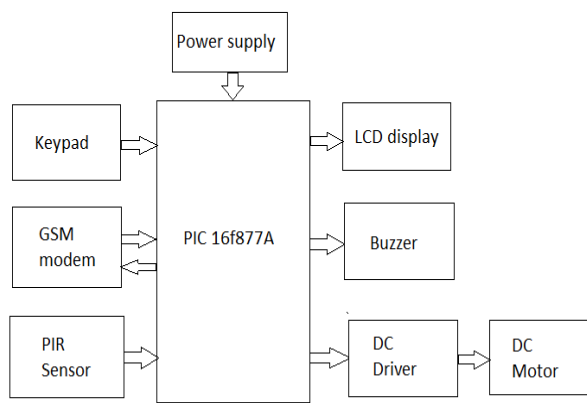 Power supply
Keypad
LCD display
GSM
modem
PIC 16f877A
Buzzer
PIR
Sensor
DC
Driver
DC
Motor